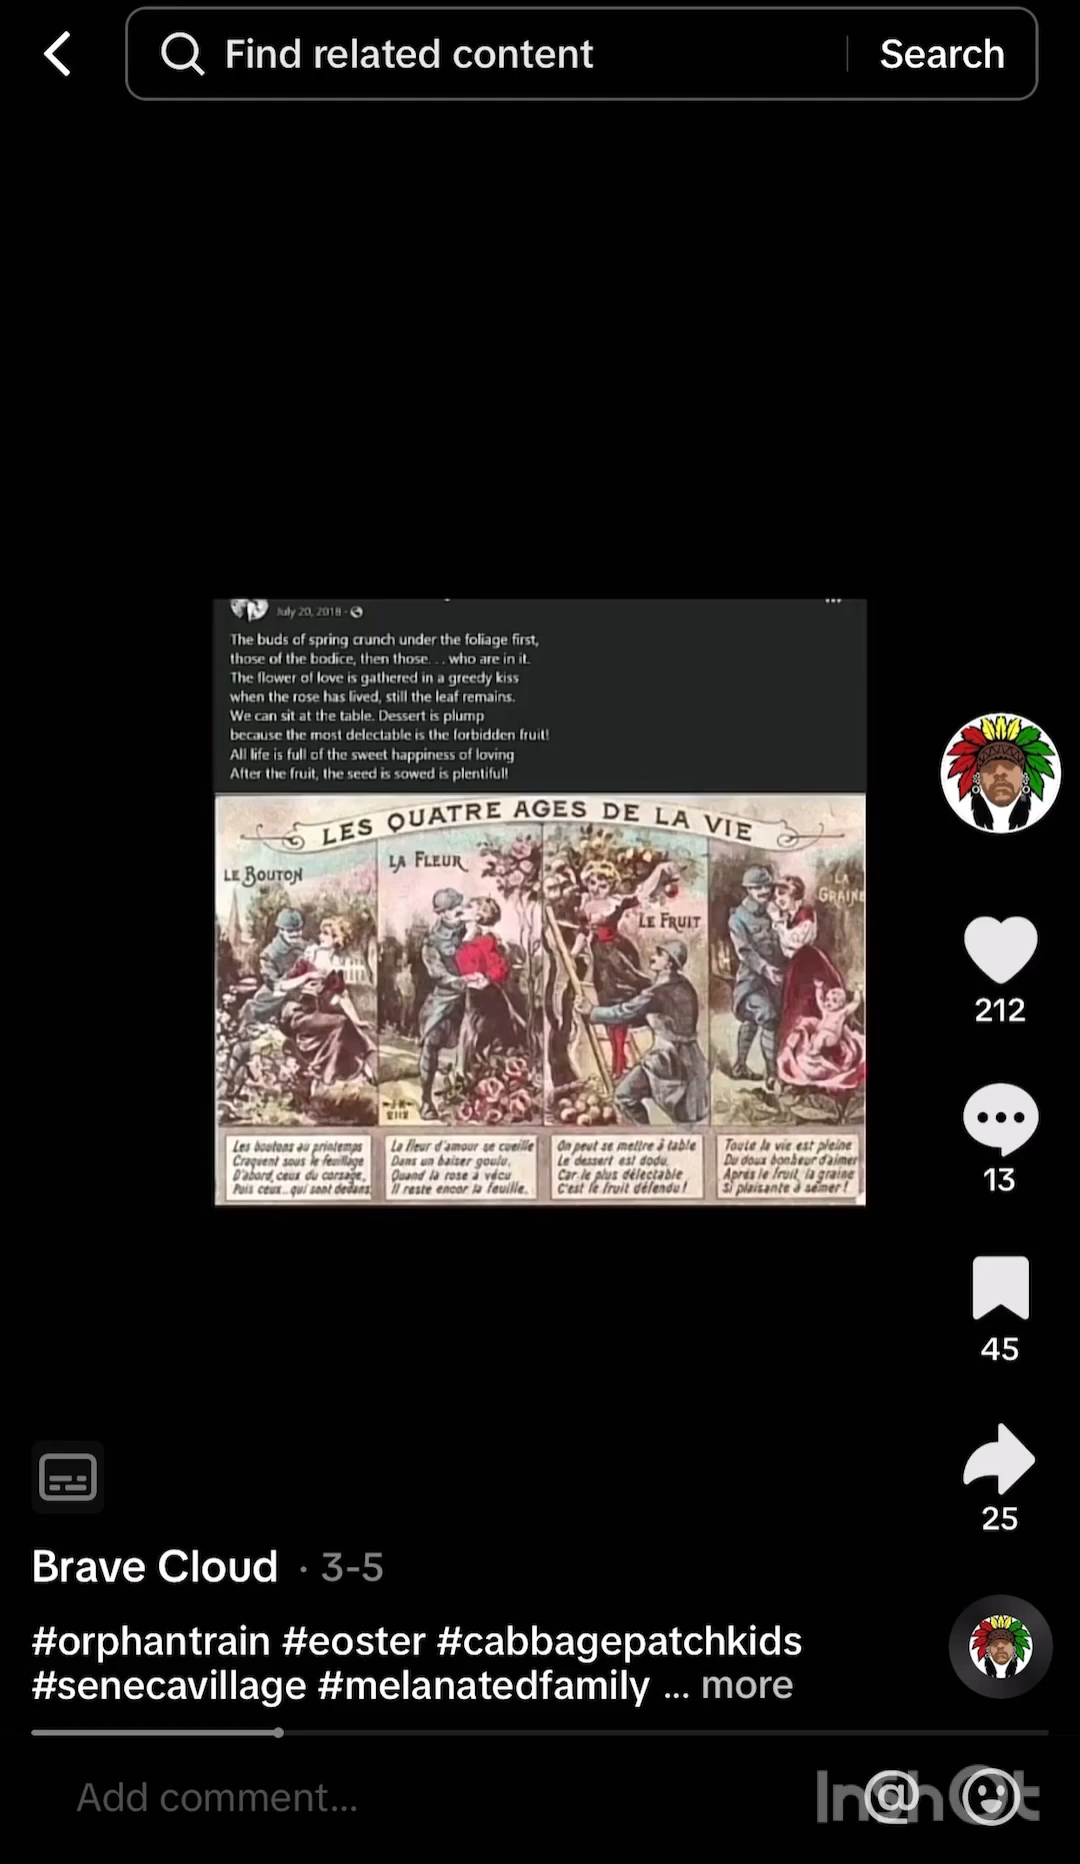 Find related content
Search
July 20, 2018
The buds of spring crunch under the foliage first,
those of the bodice, then those. . . who are in it.
The flower of love is gathered in a greedy kiss
when the rose has lived, still the leaf remains.
We can sit at the table. Dessert is plump
because the most delectable is the forbidden fruit!
All life is full of the sweet happiness of loving
After the fruit, the seed is sowed is plentiful!
LES QUATRE AGES DE LA VIE
LE BOUTON
LA FLEUR
LE FRUIT
LA
GRAINE
2112
Les boutons au printemps
Craquent sous le feuillage
D'abord, ceux du corsage,
Puis ceux... qui sont dedans.
La fleur d'amour se cueille
Dans un baiser goulu,
Quand la rose a vécu
Il reste encor la feuille.
On peut se mettre à table
Le dessert est dodu,
Car le plus délectable
C'est le fruit défendu !
Toute la vie est pleine
Du doux bonheur d'aimer
Après le fruit, la graine
Si plaisante à semer !
212
13
45
25
Brave Cloud · 3-5
#orphantrain #eoster #cabbagepatchkids
#senecavillage #melanatedfamily ... more
Add comment...
InShOt